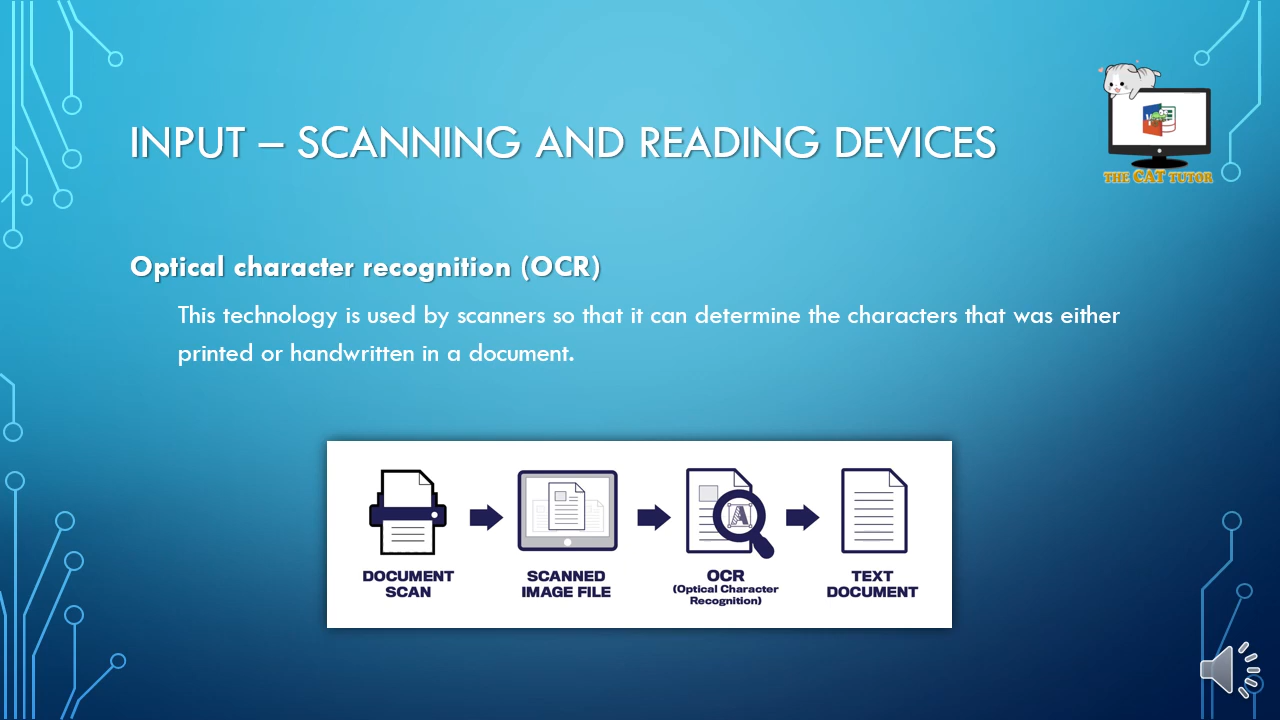 INPUT – SCANNING AND READING DEVICES
THE CAT TUTOR
Optical character recognition (OCR)
This technology is used by scanners so that it can determine the characters that was either
printed or handwritten in a document.
DOCUMENT
SCAN
SCANNED
IMAGE FILE
A
OCR
(Optical Character
Recognition)
TEXT
DOCUMENT